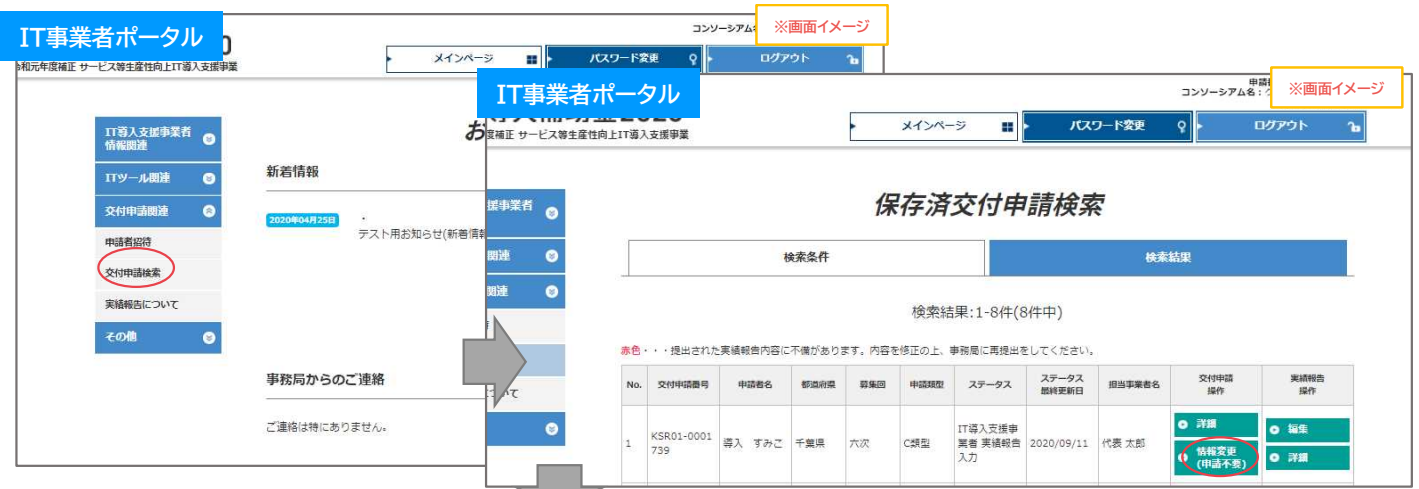 IT事業者ポータル
※画面イメージ
令和元年度補正 サービス等生産性向上IT導入支援事業
メインページ
パスワード変更
ログアウト
IT導入支援事業者
情報関連
ITツール関連
交付申請関連
申請者招待
交付申請検索
実績報告について
その他
お
新着情報
2020年04月25日
・
テスト用お知らせ(新着情報
事務局からのご連絡
ご連絡は特にありません。
IT事業者ポータル
※画面イメージ
コンソーシアム名:
度補正 サービス等生産性向上IT導入支援事業
メインページ
パスワード変更
ログアウト
援事業者
関連
関連
ついて
保存済交付申請検索
検索条件
検索結果
検索結果:1-8件(8件中)
赤色・・・提出された実績報告内容に不備があります。内容を修正の上、事務局に再提出をしてください。
No. 交付申請番号 申請者名 都道府県 募集回 申請類型 ステータス ステータス最終更新日 担当事業者名 交付申請操作 実績報告操作
1 KSR01-0001739 導入 すみこ 千葉県 六次 C類型 IT導入支援事業者 実績報告入力 2020/09/11 代表 太郎
詳細
情報変更
(申請不要)
編集
詳細